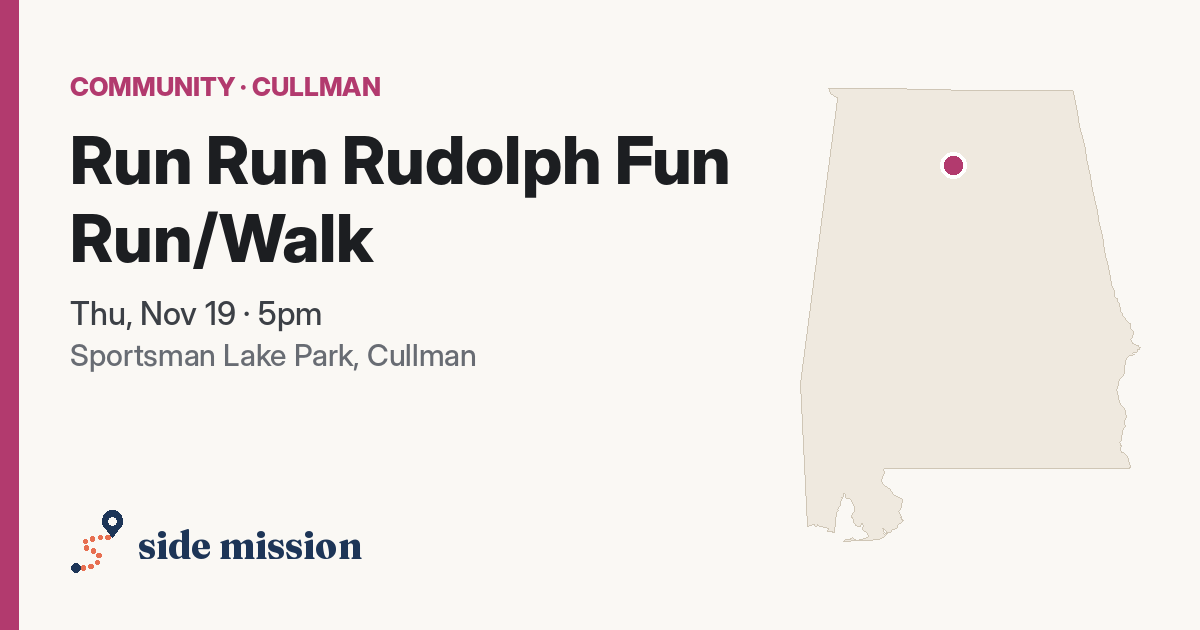 COMMUNITY · CULLMAN
Run Run Rudolph Fun
Run/Walk
Thu, Nov 19 · 5pm
Sportsman Lake Park, Cullman
side mission